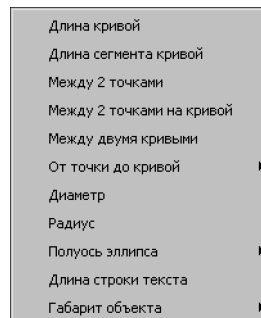 Длина кривой
Длина сегмента кривой
Между 2 точками
Между 2 точками на кривой
Между двумя кривыми
От точки до кривой
Диаметр
Радиус
Полуось эллипса
Длина строки текста
Габарит объекта